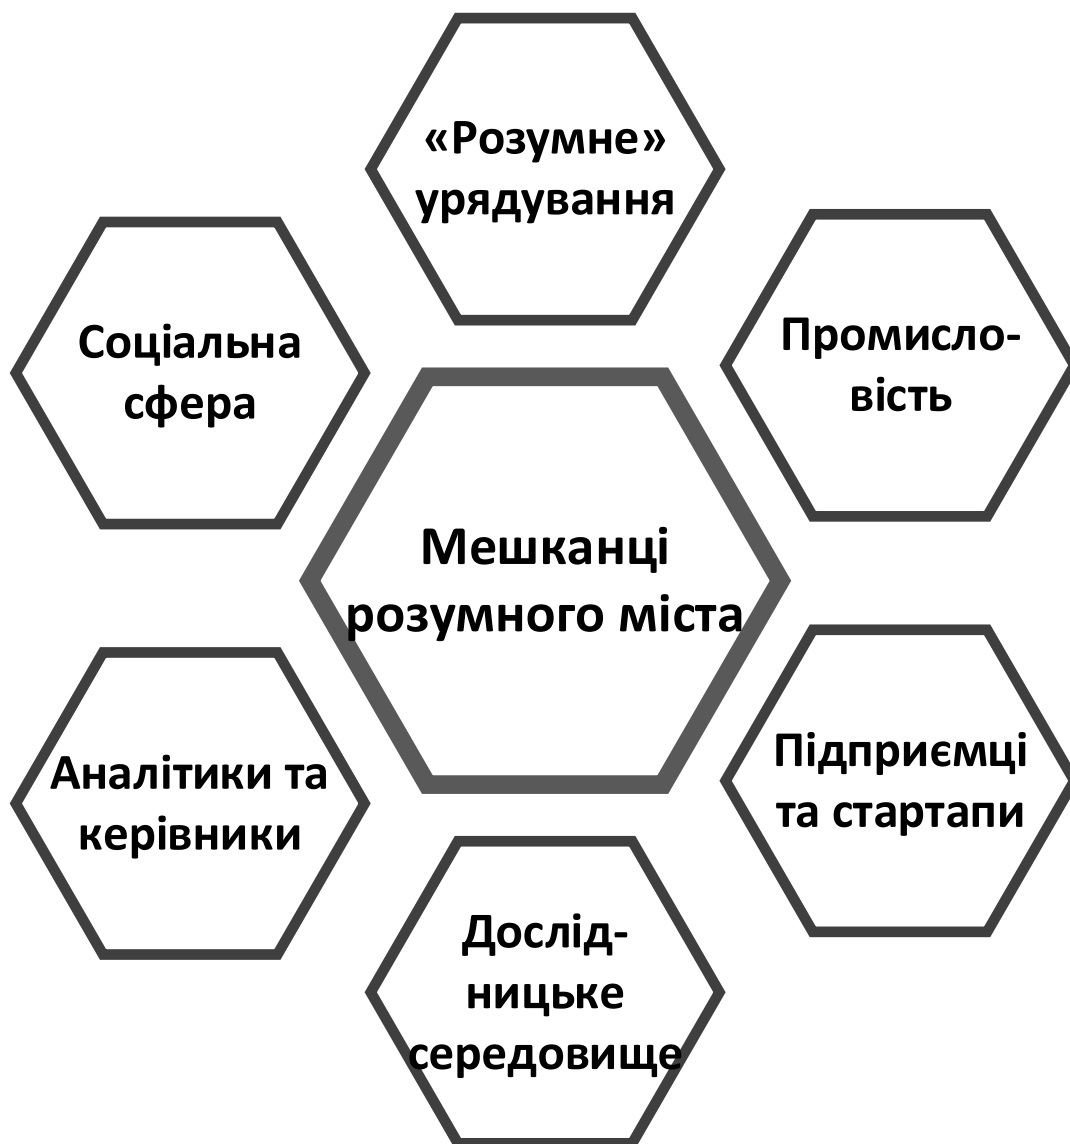 «Розумне»
урядування
Соціальна
сфера
Промисло-
вість
Мешканці
розумного міста
Аналітики та
керівники
Підприємці
та стартапи
Дослід-
ницьке
середовище